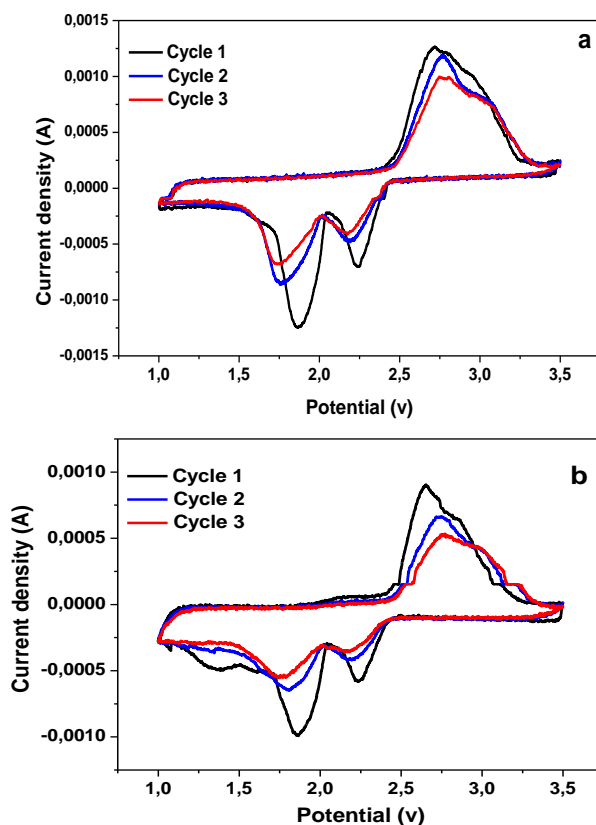 a
0,0015
Cycle 1
0,0010
Cycle 2
Cycle 3
0,0005
0,0000
-0,0005
-0,0010
-0,0015
Current density (A)
1,0 1,5 2,0 2,5 3,0 3,5
Potential (v)
b
0,0010
Cycle 1
Cycle 2
0,0005
Cycle 3
0,0000
-0,0005
-0,0010
Current density (A)
1,0 1,5 2,0 2,5 3,0 3,5
Potential (v)